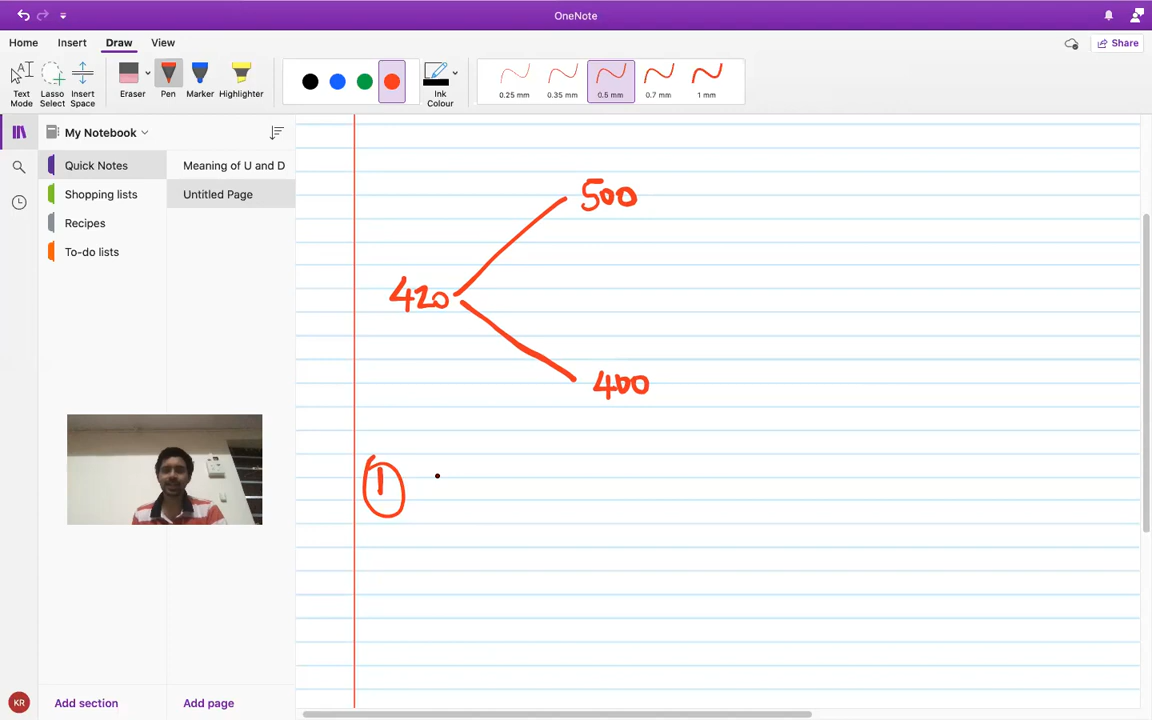 OneNote
Home Insert Draw View
Share
Text Mode
Lasso Select
Insert Space
Eraser
Pen
Marker
Highlighter
Ink Colour
0.25 mm
0.35 mm
0.5 mm
0.7 mm
1 mm
My Notebook
Quick Notes
Shopping lists
Recipes
To-do lists
Meaning of U and D
Untitled Page
500
420
400
1
KR
Add section
Add page